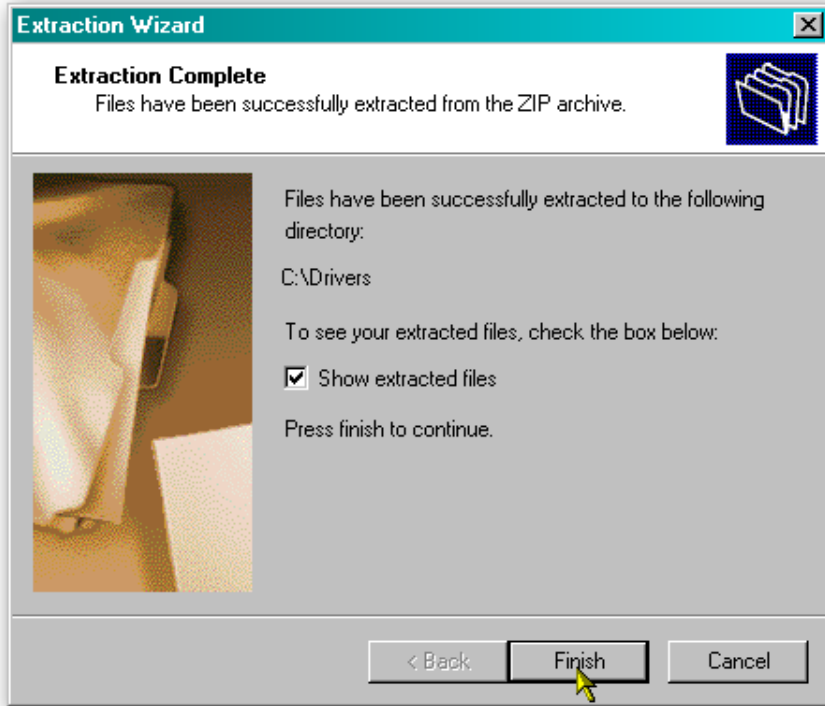 Extraction Wizard
Extraction Complete
Files have been successfully extracted from the ZIP archive.
Files have been successfully extracted to the following
directory:
C:\Drivers
To see your extracted files, check the box below:
Show extracted files
Press finish to continue.
< Back Finish Cancel